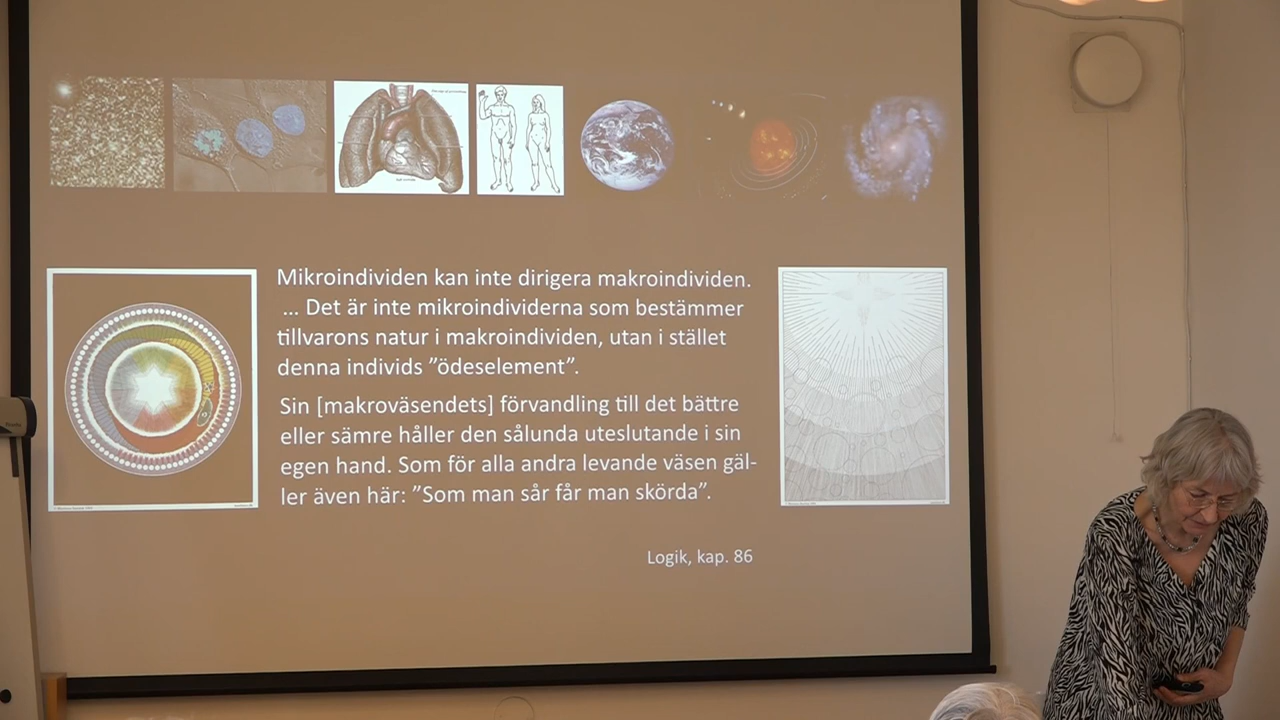 Mikroindividen kan inte dirigera makroindividen.
... Det är inte mikroindividerna som bestämmer
tillvarons natur i makroindividen, utan i stället
denna individs ”ödeselement”.
Sin [makroväsendets] förvandling till det bättre
eller sämre håller den sålunda uteslutande i sin
egen hand. Som för alla andra levande väsen gäl-
ler även här: ”Som man sår får man skörda”.
Logik, kap. 86